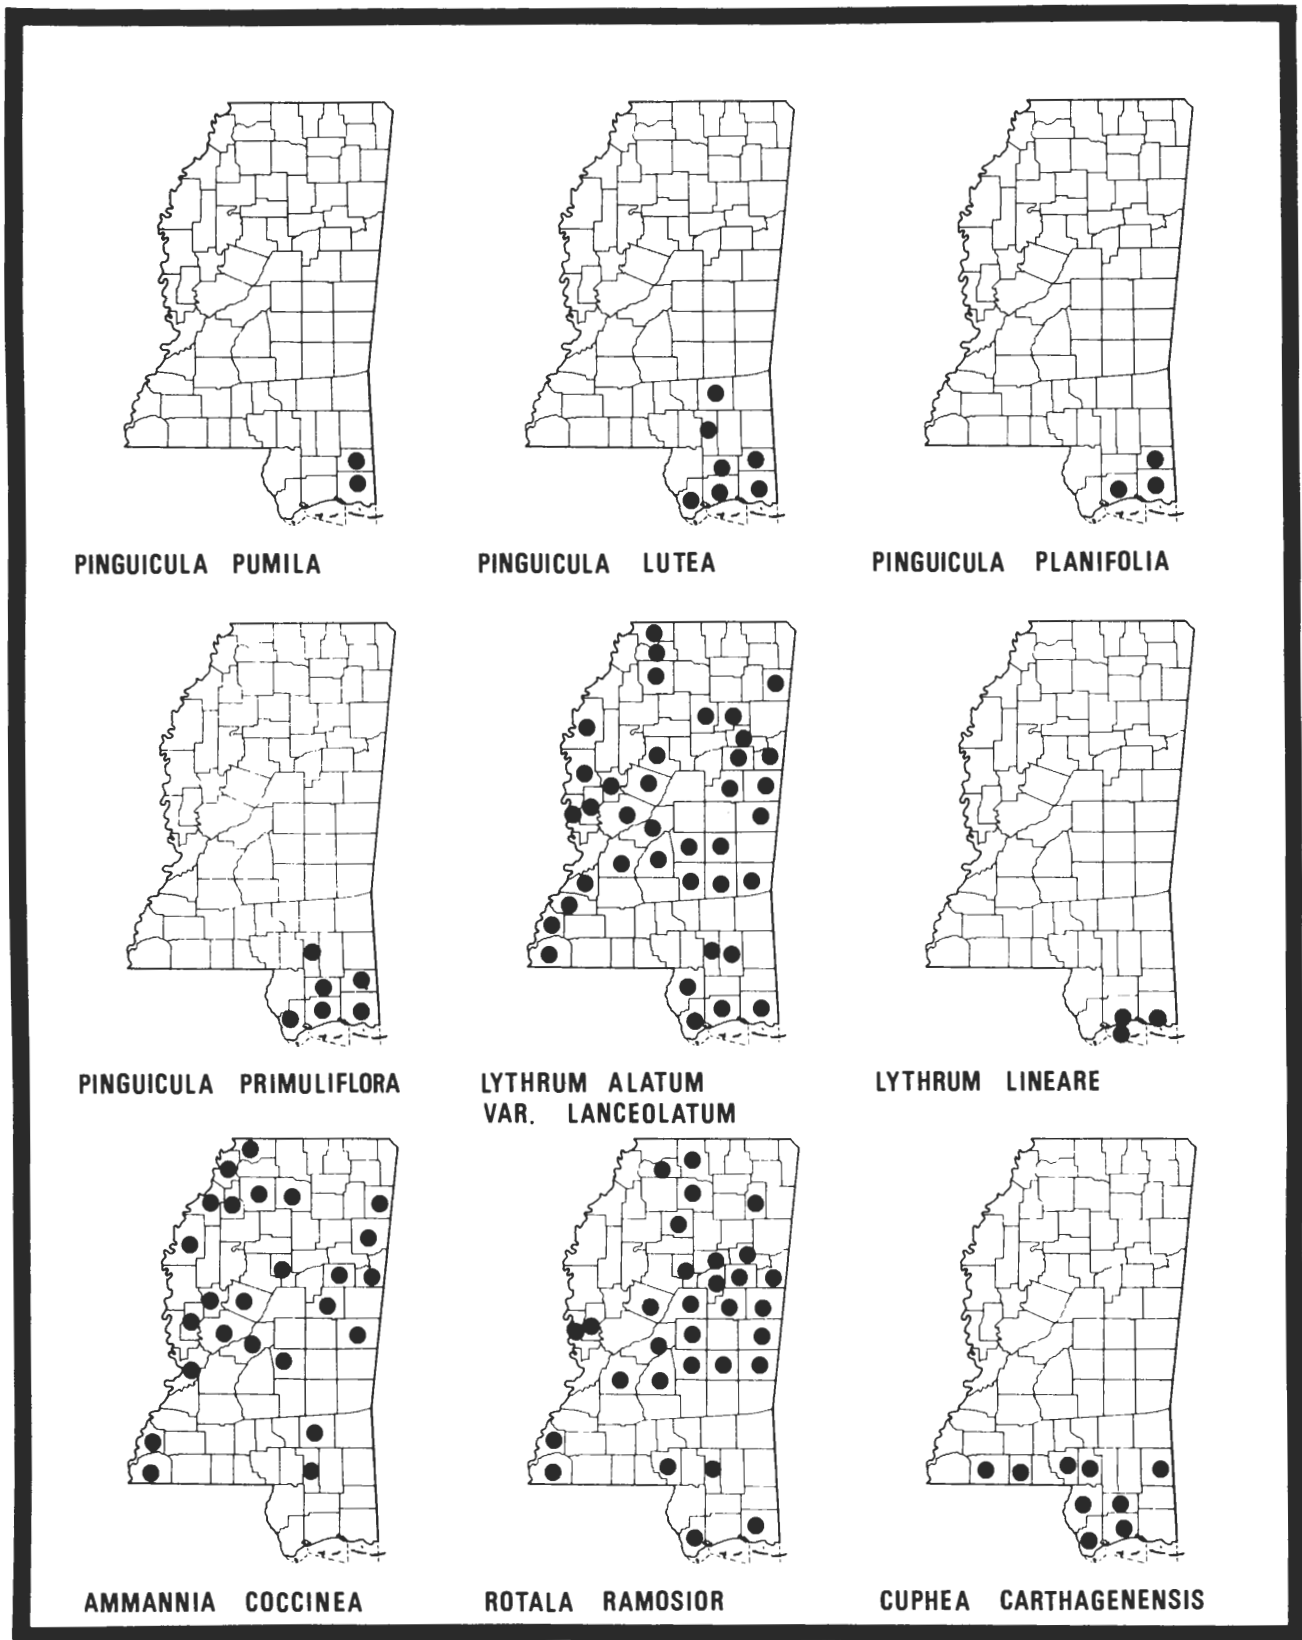 PINGUICULA PUMILA
PINGUICULA LUTEA
PINGUICULA PLANIFOLIA
PINGUICULA PRIMULIFLORA
LYTHRUM ALATUM
VAR. LANCEOLATUM
LYTHRUM LINEARE
AMMANNIA COCCINEA
ROTALA RAMOSIOR
CUPHEA CARTHAGENENSIS